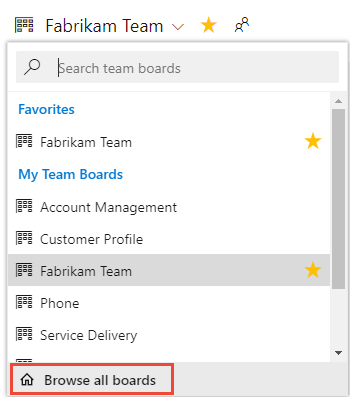 Fabrikam Team
Search team boards
Favorites
Fabrikam Team
My Team Boards
Account Management
Customer Profile
Fabrikam Team
Phone
Service Delivery
Browse all boards